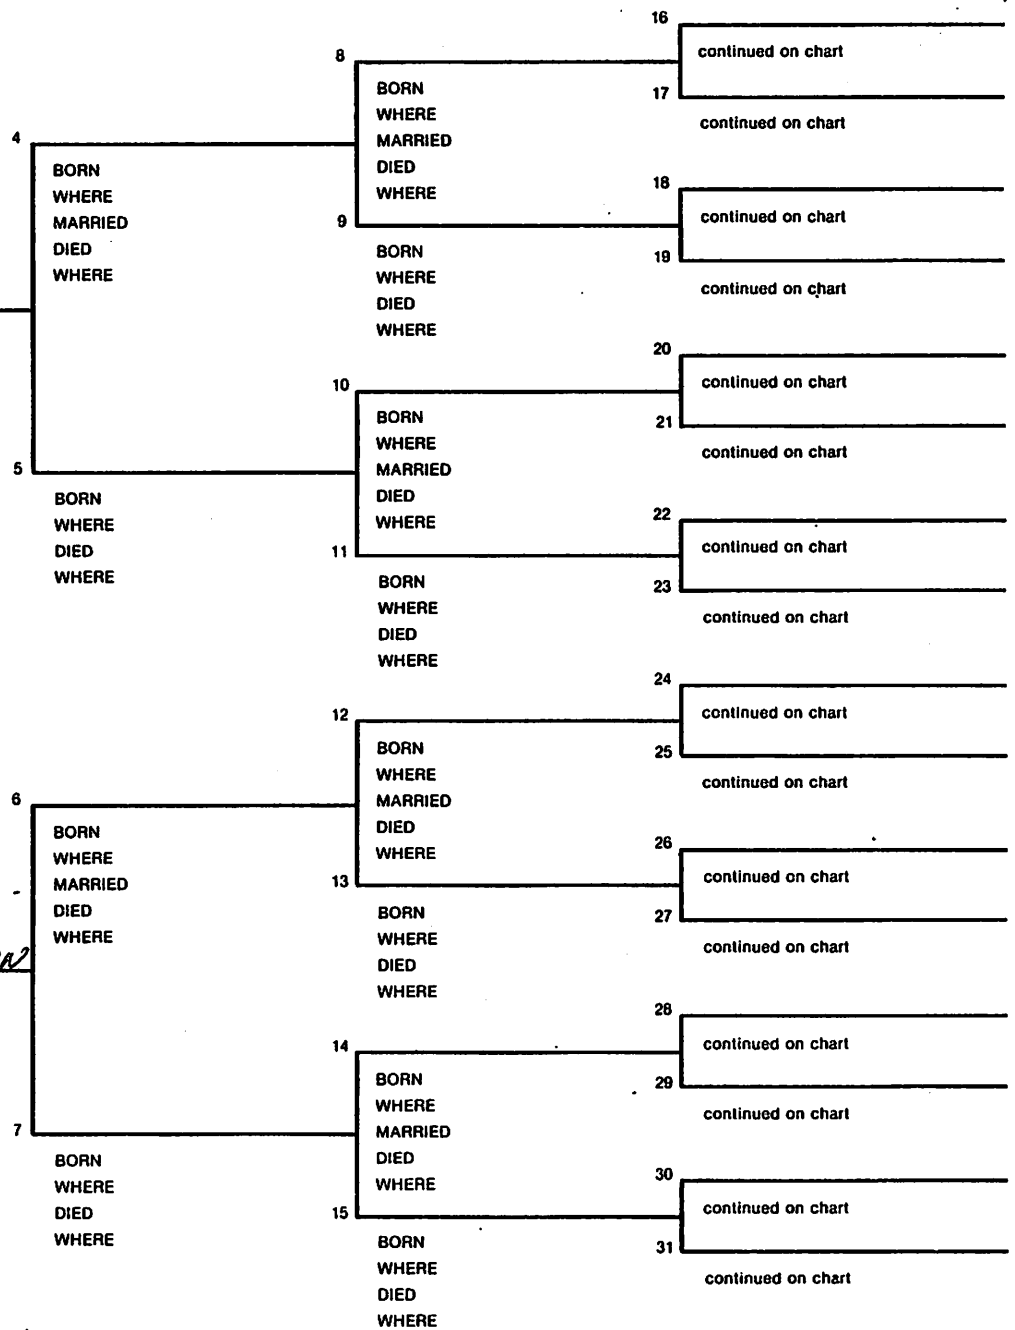 16
continued on chart
8
BORN
WHERE
MARRIED
DIED
WHERE
17
continued on chart
4
BORN
WHERE
MARRIED
DIED
WHERE
18
continued on chart
9
BORN
WHERE
DIED
WHERE
19
continued on chart
20
continued on chart
10
BORN
WHERE
MARRIED
DIED
WHERE
21
continued on chart
5
BORN
WHERE
DIED
WHERE
22
continued on chart
11
BORN
WHERE
DIED
WHERE
23
continued on chart
24
continued on chart
12
BORN
WHERE
MARRIED
DIED
WHERE
25
continued on chart
6
BORN
WHERE
MARRIED
DIED
WHERE
26
continued on chart
13
BORN
WHERE
DIED
WHERE
27
continued on chart
28
continued on chart
14
BORN
WHERE
MARRIED
DIED
WHERE
29
continued on chart
7
BORN
WHERE
DIED
WHERE
30
continued on chart
15
BORN
WHERE
DIED
WHERE
31
continued on chart